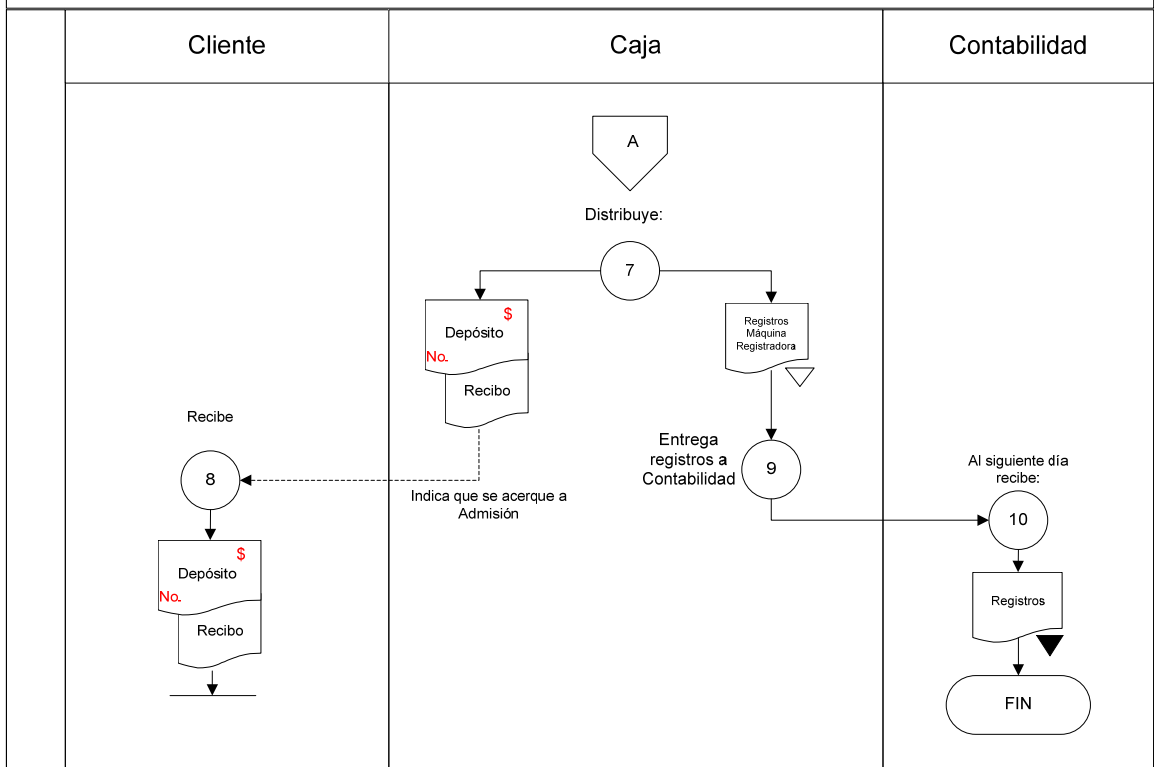 Cliente
Caja
Contabilidad
A
Distribuye:
7
$
Depósito
No.
Recibo
Registros
Máquina
Registradora
Recibe
8
Indica que se acerque a
Admisión
Entrega
registros a
Contabilidad
9
Al siguiente día
recibe:
10
$
Depósito
No.
Recibo
Registros
FIN